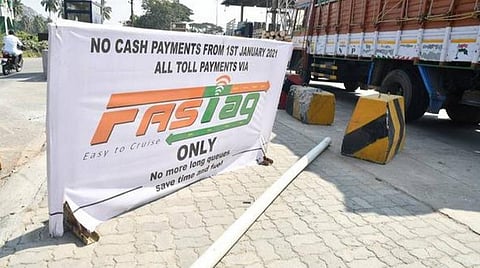 NO CASH PAYMENTS FROM 1ST JANUARY 2021
ALL TOLL PAYMENTS VIA
FASTag
Easy to Cruise
ONLY
No more long queues
save time and fuel